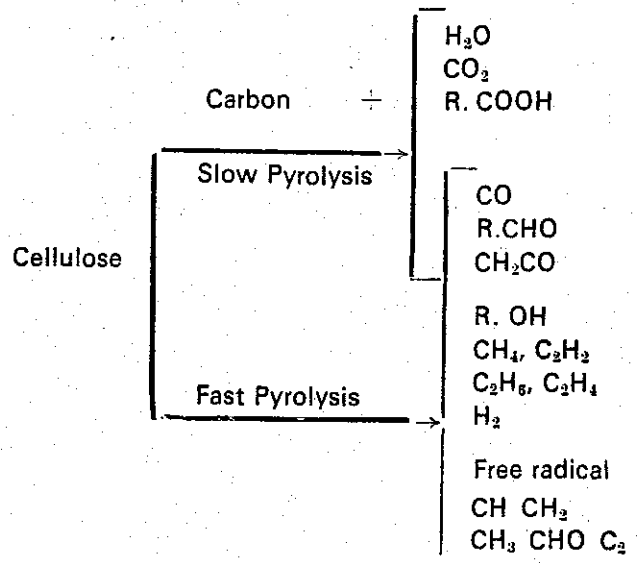 H₂O
CO₂
Carbon ÷ R. COOH
Slow Pyrolysis
CO
R.CHO
Cellulose CH₂CO
R. OH
CH₄, C₂H₂
Fast Pyrolysis C₂H₆, C₂H₄
H₂
Free radical
CH CH₂
CH₃ CHO C₂